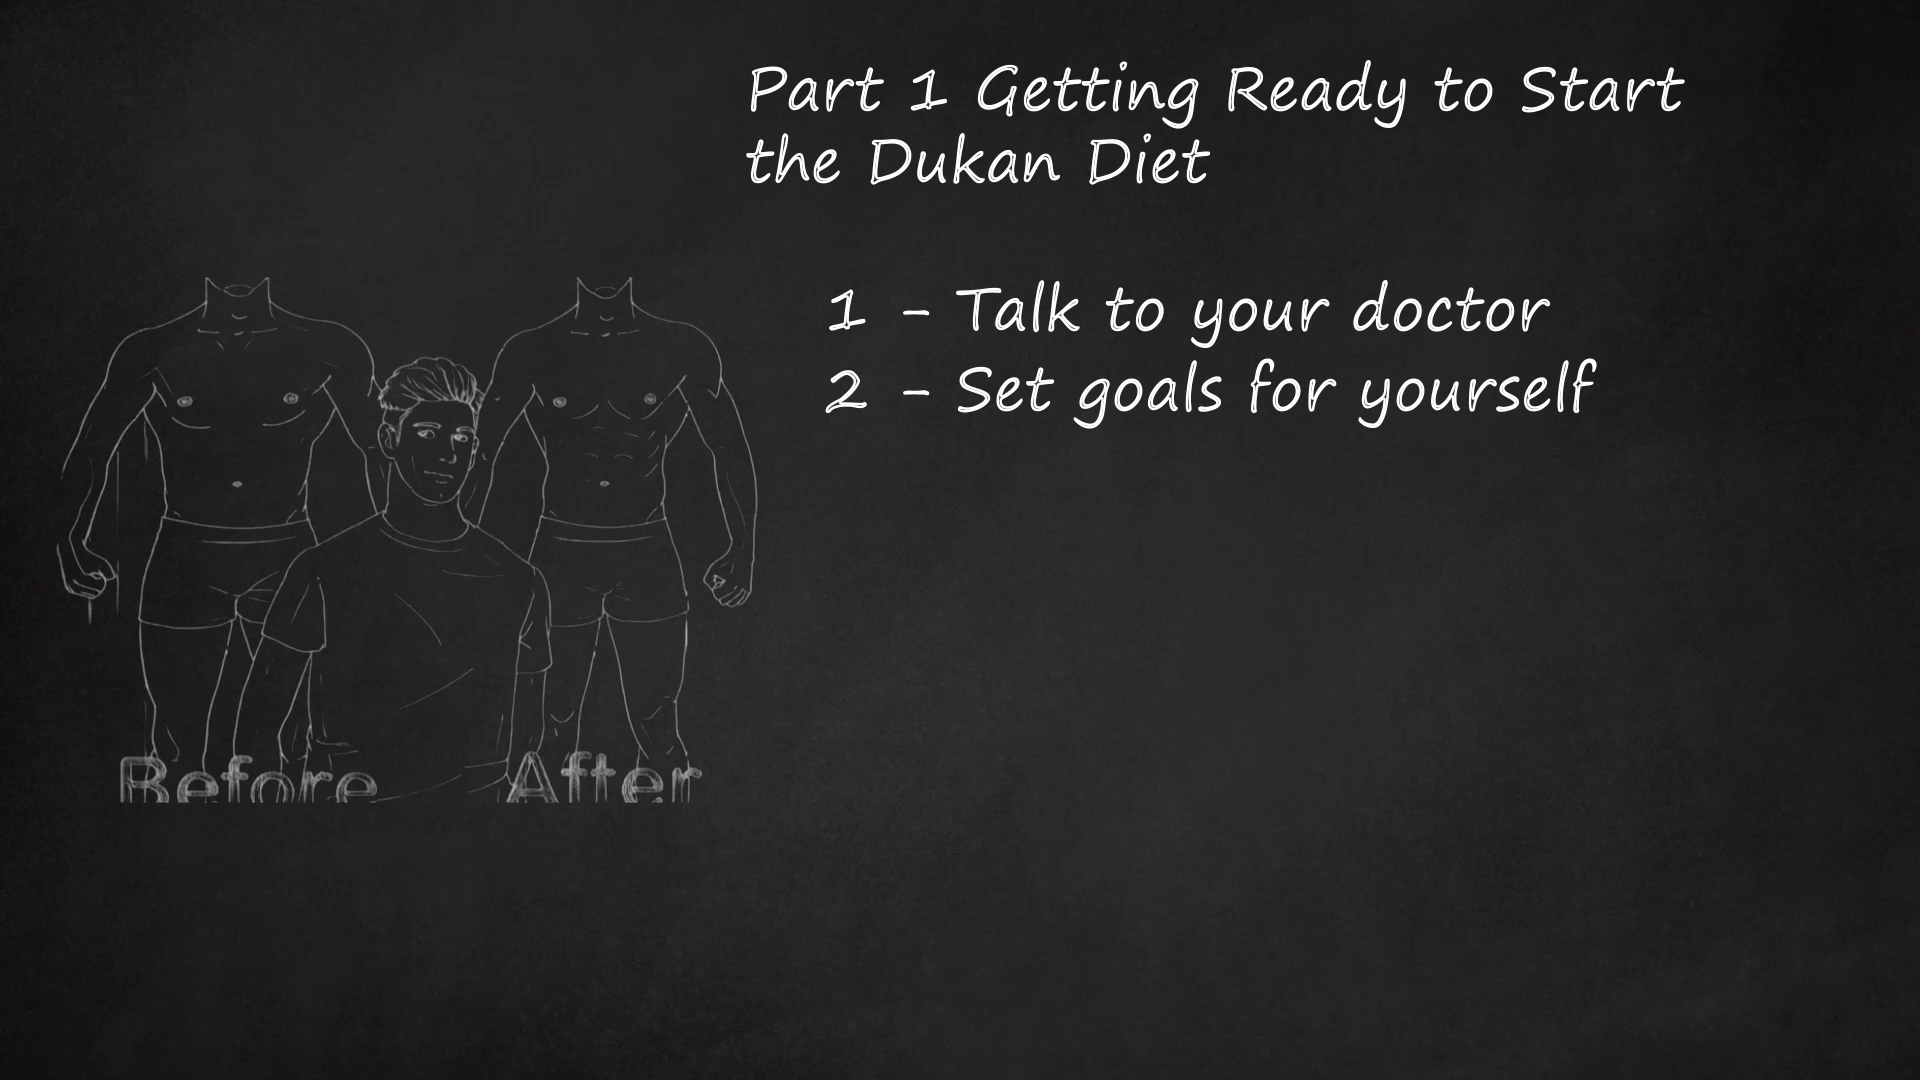 Part 1 Getting Ready to Start
the Dukan Diet
1 - Talk to your doctor
2 - Set goals for yourself
Before After